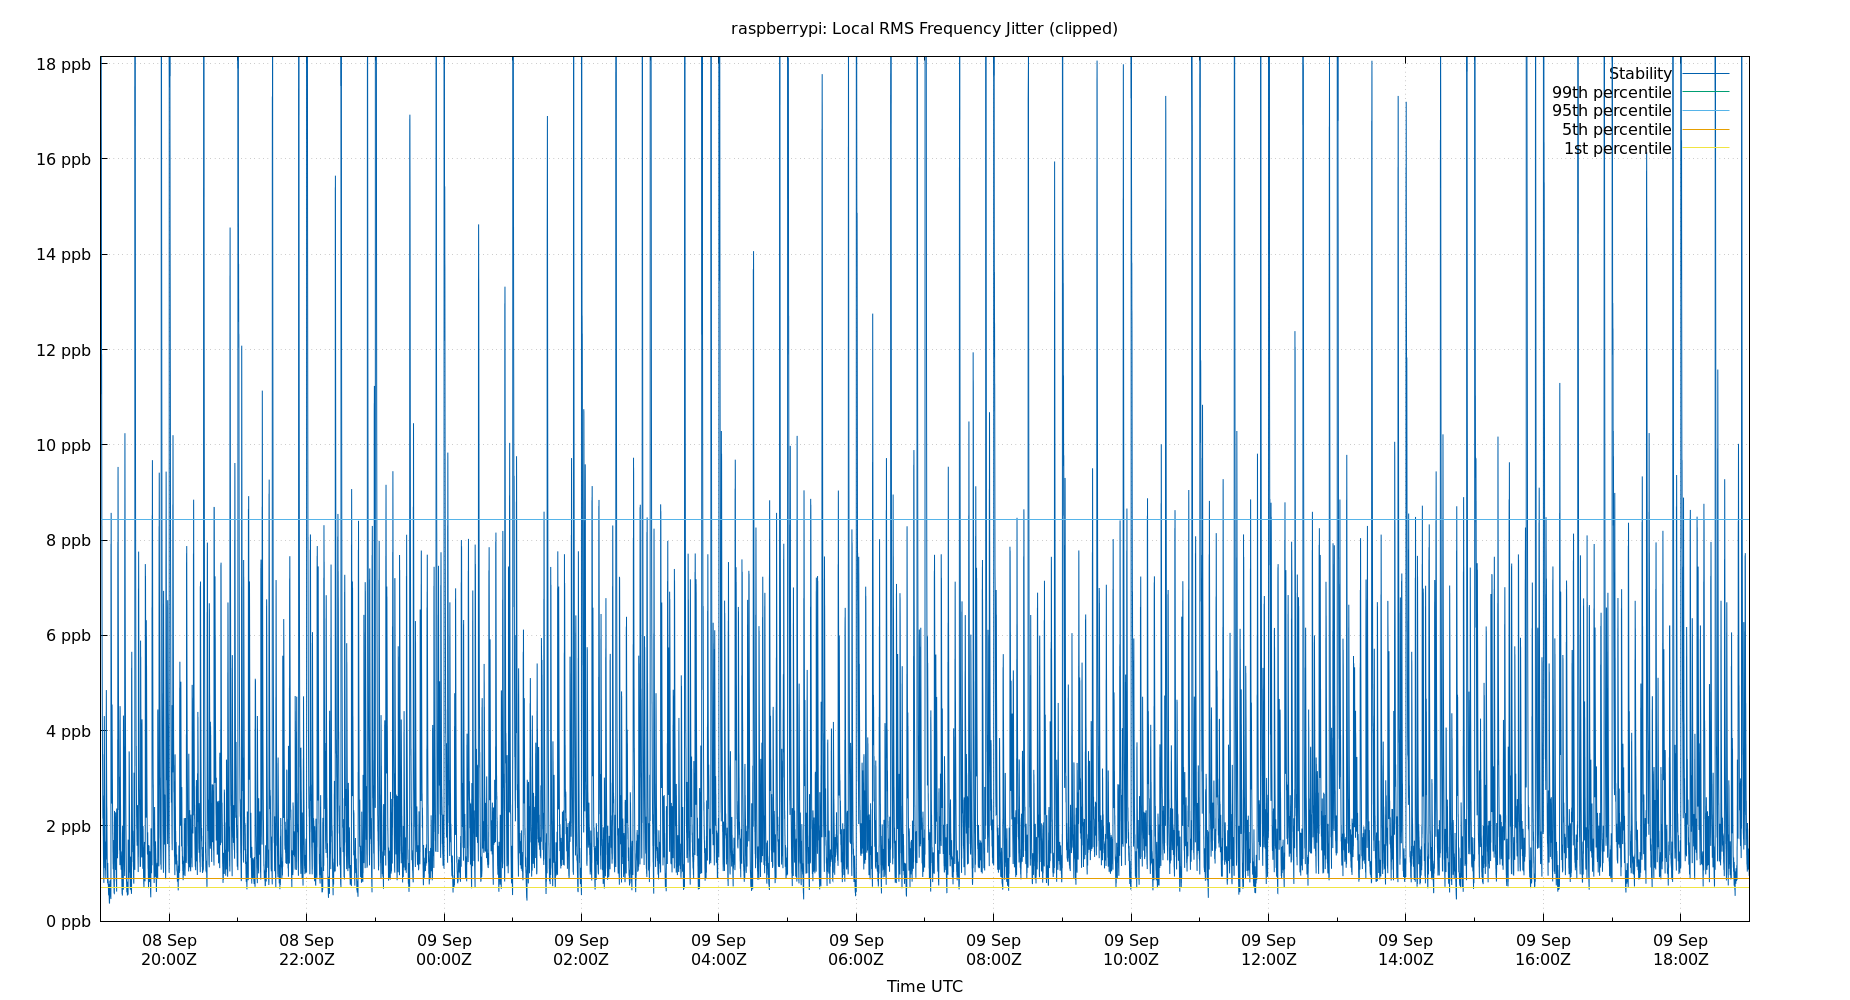 raspberrypi: Local RMS Frequency Jitter (clipped)
18 ppb
16 ppb
14 ppb
12 ppb
10 ppb
8 ppb
6 ppb
4 ppb
2 ppb
0 ppb
Stability
99th percentile
95th percentile
5th percentile
1st percentile
08 Sep 08 Sep 09 Sep 09 Sep 09 Sep 09 Sep 09 Sep 09 Sep 09 Sep 09 Sep 09 Sep 09 Sep
20:00Z 22:00Z 00:00Z 02:00Z 04:00Z 06:00Z 08:00Z 10:00Z 12:00Z 14:00Z 16:00Z 18:00Z
Time UTC